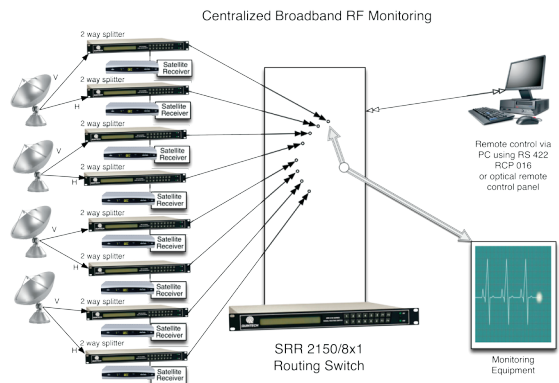 Centralized Broadband RF Monitoring
2 way splitter
Satellite
Receiver
V
2 way splitter
H
Satellite
Receiver
2 way splitter
V
Satellite
Receiver
2 way splitter
H
Satellite
Receiver
2 way splitter
V
Satellite
Receiver
2 way splitter
H
Satellite
Receiver
2 way splitter
V
Satellite
Receiver
2 way splitter
H
Satellite
Receiver
Remote control via
PC using RS 422
RCP 016
or optical remote
control panel
SRR 2150/8x1
Routing Switch
Monitoring
Equipment